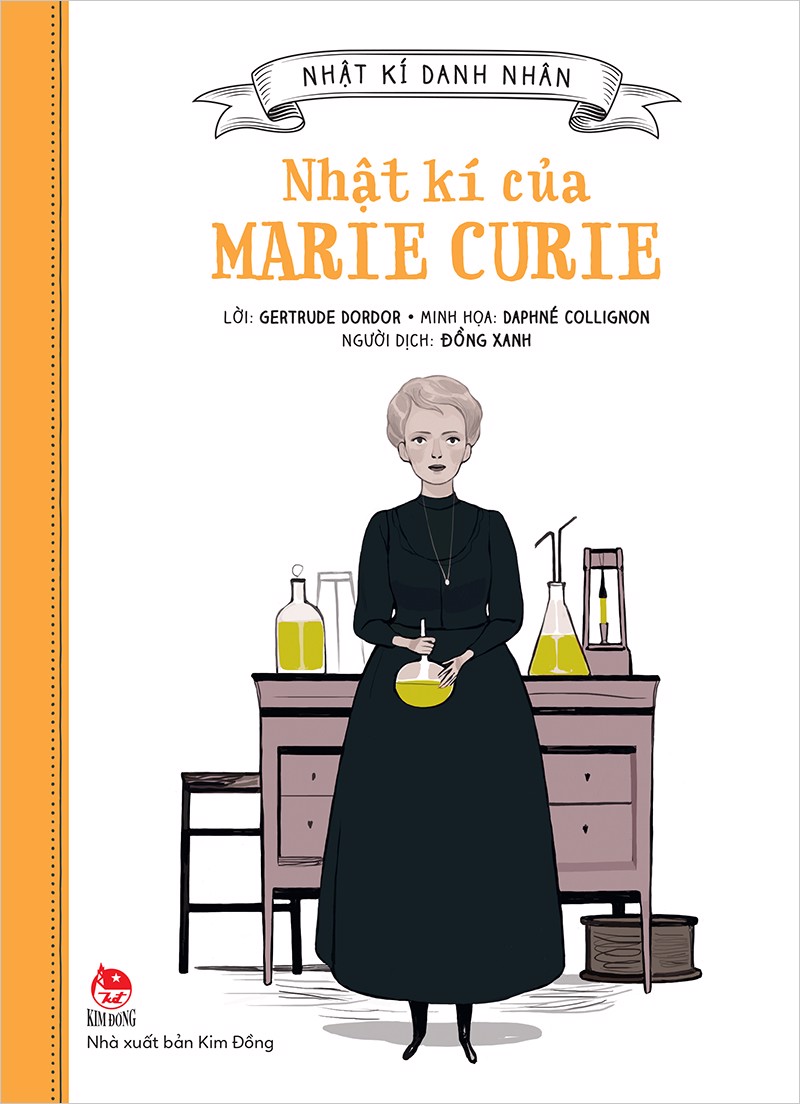 NHẬT KÍ DANH NHÂN
Nhật kí của
MARIE CURIE
LỜI: GERTRUDE DORDOR • MINH HỌA: DAPHNÉ COLLIGNON
NGƯỜI DỊCH: ĐỒNG XANH
KIM ĐỒNG
Nhà xuất bản Kim Đồng